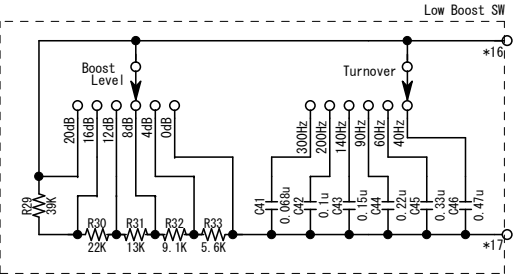 Low Boost SW
*16
Boost
Level
Turnover
20dB
16dB
12dB
8dB
4dB
0dB
300Hz
200Hz
140Hz
90Hz
60Hz
40Hz
R29
39K
C41
0.068u
C42
0.1u
C43
0.15u
C44
0.22u
C45
0.33u
C46
0.47u
R30
R31
R32
R33
22K
13K
9.1K
5.6K
*17